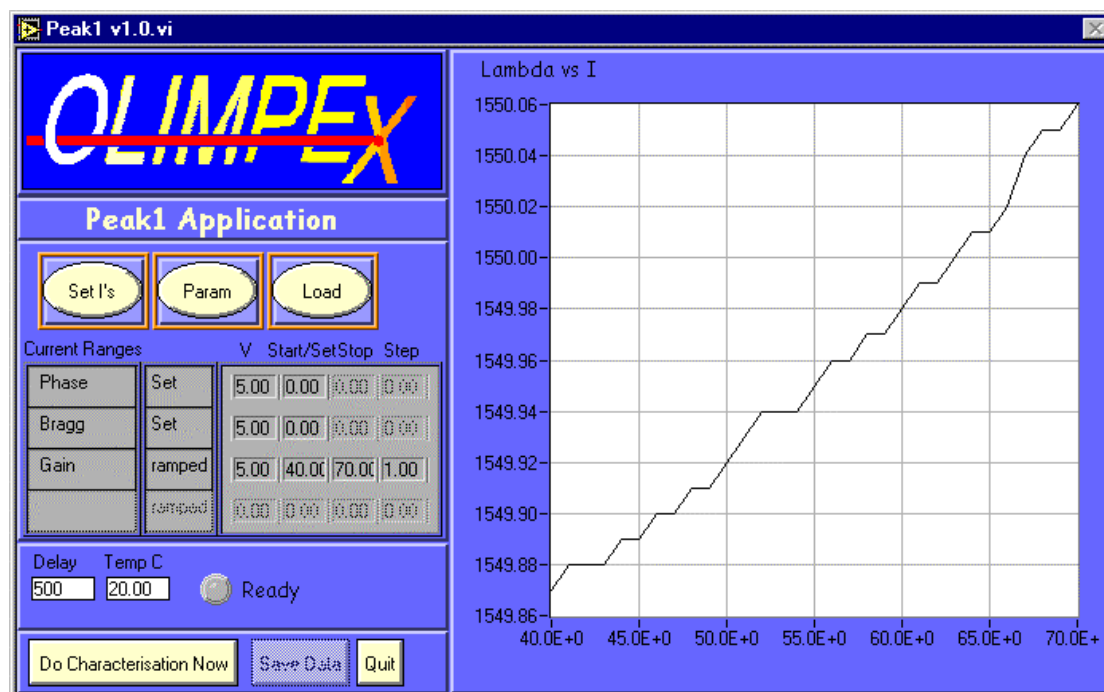 Peak1 v1.0.vi
OLIMPEX
Peak1 Application
Set I's Param Load
Current Ranges V Start/Set Stop Step
Phase Set 5.00 0.00 0.00 0.00
Bragg Set 5.00 0.00 0.00 0.00
Gain ramped 5.00 40.00 70.00 1.00
ramped 0.00 0.00 0.00 0.00
Delay Temp C
500 20.00 Ready
Do Characterisation Now Save Data Quit
Lambda vs I
1550.06
1550.04
1550.02
1550.00
1549.98
1549.96
1549.94
1549.92
1549.90
1549.88
1549.86
40.0E+0 45.0E+0 50.0E+0 55.0E+0 60.0E+0 65.0E+0 70.0E+